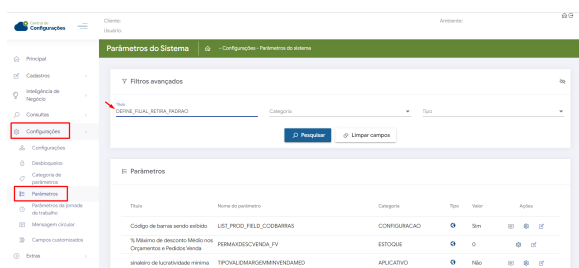 Central de
Configurações
Cliente:
Usuário:
Ambiente:
Parâmetros do Sistema
- Configurações - Parâmetros do sistema
Principal
Cadastros
Inteligência de
Negócio
Consultas
Configurações
Configurações
Desbloqueios
Categoria de
parâmetros
Parâmetros
Parâmetros da jornada
de trabalho
Mensagem circular
Campos customizados
Extras
Filtros avançados
Título
DEFINE_FILIAL_RETIRA_PADRAO
Categoria
Tipo
Pesquisar
Limpar campos
Parâmetros
Título Nome do parâmetro Categoria Tipo Valor Ações
Codigo de barras sendo exibido LIST_PROD_FIELD_CODBARRAS CONFIGURACAO Sim
% Máximo de desconto Médio nos
Orçamentos e Pedidos Venda
PERMAXDESCVENDA_FV ESTOQUE 0
sinaleiro de lucratividade minima TIPOVALIDMARGEMMINVENDAMED APLICATIVO Não